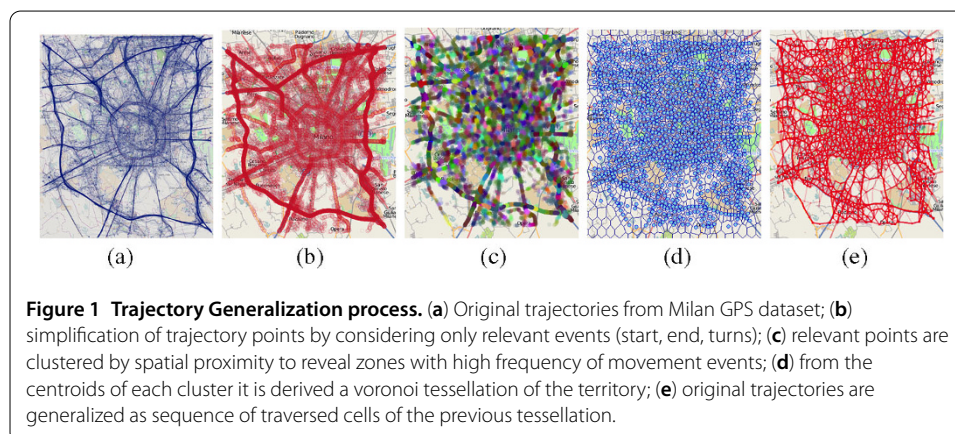 (a) (b) (c) (d) (e)
Figure 1 Trajectory Generalization process. (a) Original trajectories from Milan GPS dataset; (b)
simplification of trajectory points by considering only relevant events (start, end, turns); (c) relevant points are
clustered by spatial proximity to reveal zones with high frequency of movement events; (d) from the
centroids of each cluster it is derived a voronoi tessellation of the territory; (e) original trajectories are
generalized as sequence of traversed cells of the previous tessellation.